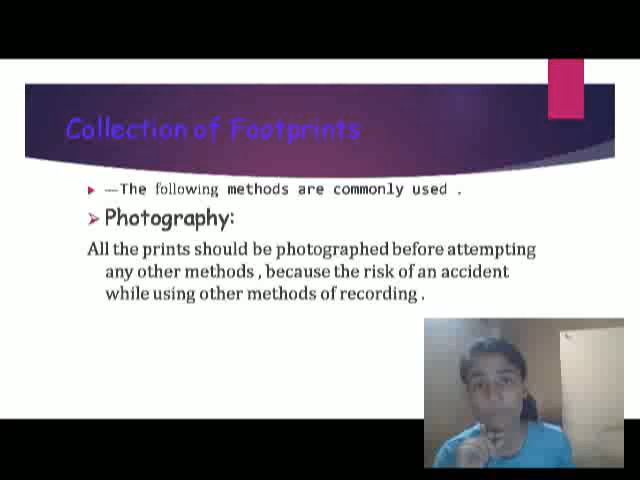 Collection of Footprints
—The following methods are commonly used .
Photography:
All the prints should be photographed before attempting
any other methods , because the risk of an accident
while using other methods of recording .